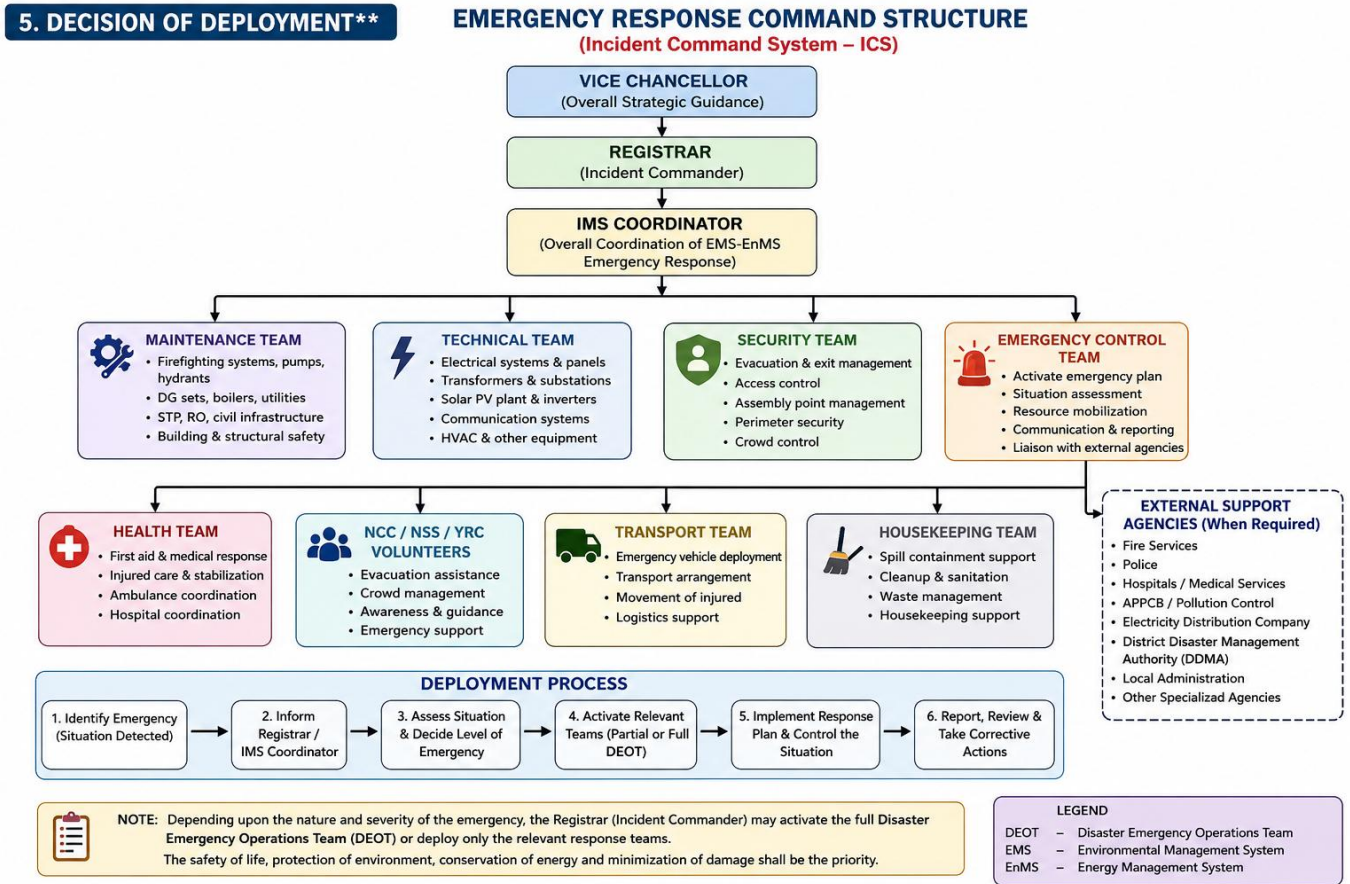 5. DECISION OF DEPLOYMENT**
EMERGENCY RESPONSE COMMAND STRUCTURE
(Incident Command System – ICS)
VICE CHANCELLOR
(Overall Strategic Guidance)
REGISTRAR
(Incident Commander)
IMS COORDINATOR
(Overall Coordination of EMS-EnMS
Emergency Response)
MAINTENANCE TEAM
• Firefighting systems, pumps,
hydrants
• DG sets, boilers, utilities
• STP, RO, civil infrastructure
• Building & structural safety
TECHNICAL TEAM
• Electrical systems & panels
• Transformers & substations
• Solar PV plant & inverters
• Communication systems
• HVAC & other equipment
SECURITY TEAM
• Evacuation & exit management
• Access control
• Assembly point management
• Perimeter security
• Crowd control
EMERGENCY CONTROL
TEAM
• Activate emergency plan
• Situation assessment
• Resource mobilization
• Communication & reporting
• Liaison with external agencies
HEALTH TEAM
• First aid & medical response
• Injured care & stabilization
• Ambulance coordination
• Hospital coordination
NCC / NSS / YRC
VOLUNTEERS
• Evacuation assistance
• Crowd management
• Awareness & guidance
• Emergency support
TRANSPORT TEAM
• Emergency vehicle deployment
• Transport arrangement
• Movement of injured
• Logistics support
HOUSEKEEPING TEAM
• Spill containment support
• Cleanup & sanitation
• Waste management
• Housekeeping support
EXTERNAL SUPPORT
AGENCIES (When Required)
• Fire Services
• Police
• Hospitals / Medical Services
• APPCB / Pollution Control
• Electricity Distribution Company
• District Disaster Management
Authority (DDMA)
• Local Administration
• Other Specializad Agencies
DEPLOYMENT PROCESS
1. Identify Emergency
(Situation Detected)
2. Inform
Registrar /
IMS Coordinator
3. Assess Situation
& Decide Level of
Emergency
4. Activate Relevant
Teams (Partial or Full
DEOT)
5. Implement Response
Plan & Control the
Situation
6. Report, Review &
Take Corrective
Actions
NOTE: Depending upon the nature and severity of the emergency, the Registrar (Incident Commander) may activate the full Disaster
Emergency Operations Team (DEOT) or deploy only the relevant response teams.
The safety of life, protection of environment, conservation of energy and minimization of damage shall be the priority.
LEGEND
DEOT – Disaster Emergency Operations Team
EMS – Environmental Management System
EnMS – Energy Management System